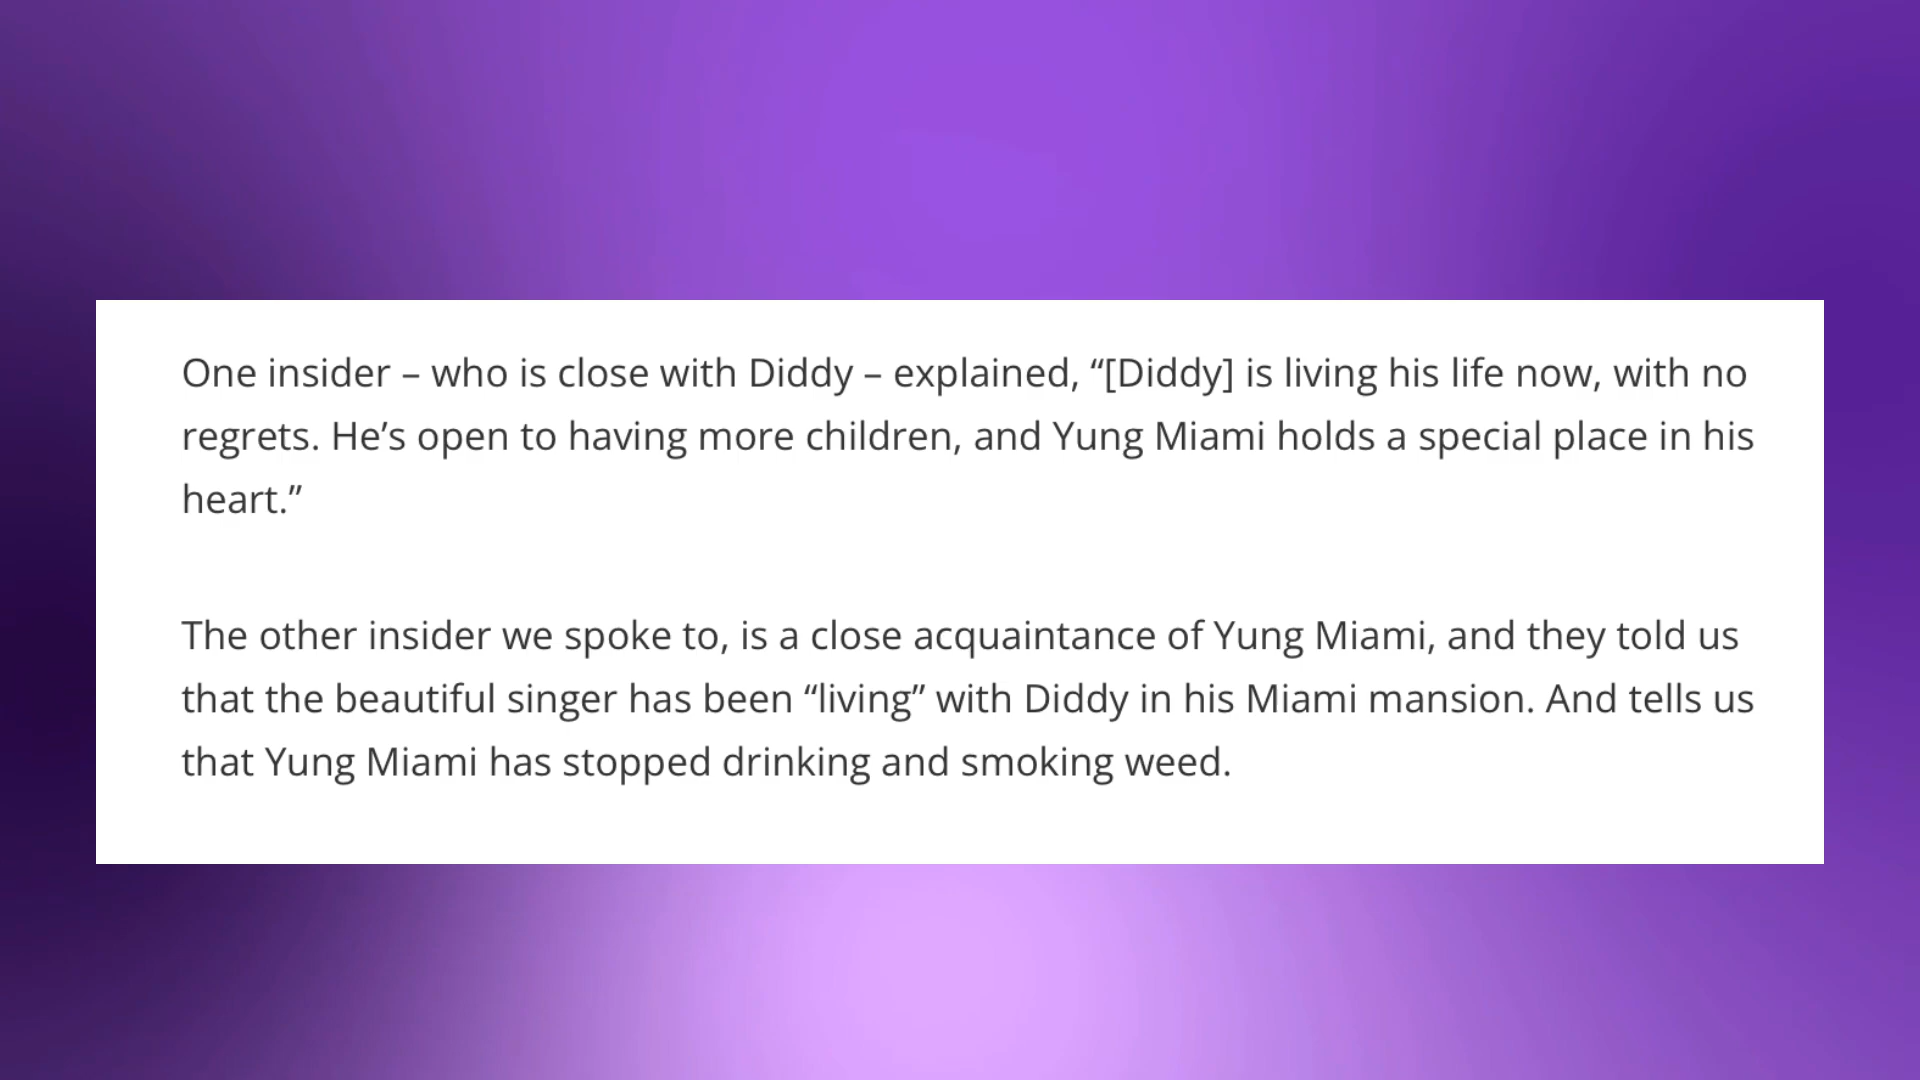 One insider – who is close with Diddy – explained, “[Diddy] is living his life now, with no
regrets. He’s open to having more children, and Yung Miami holds a special place in his
heart.”
The other insider we spoke to, is a close acquaintance of Yung Miami, and they told us
that the beautiful singer has been “living” with Diddy in his Miami mansion. And tells us
that Yung Miami has stopped drinking and smoking weed.